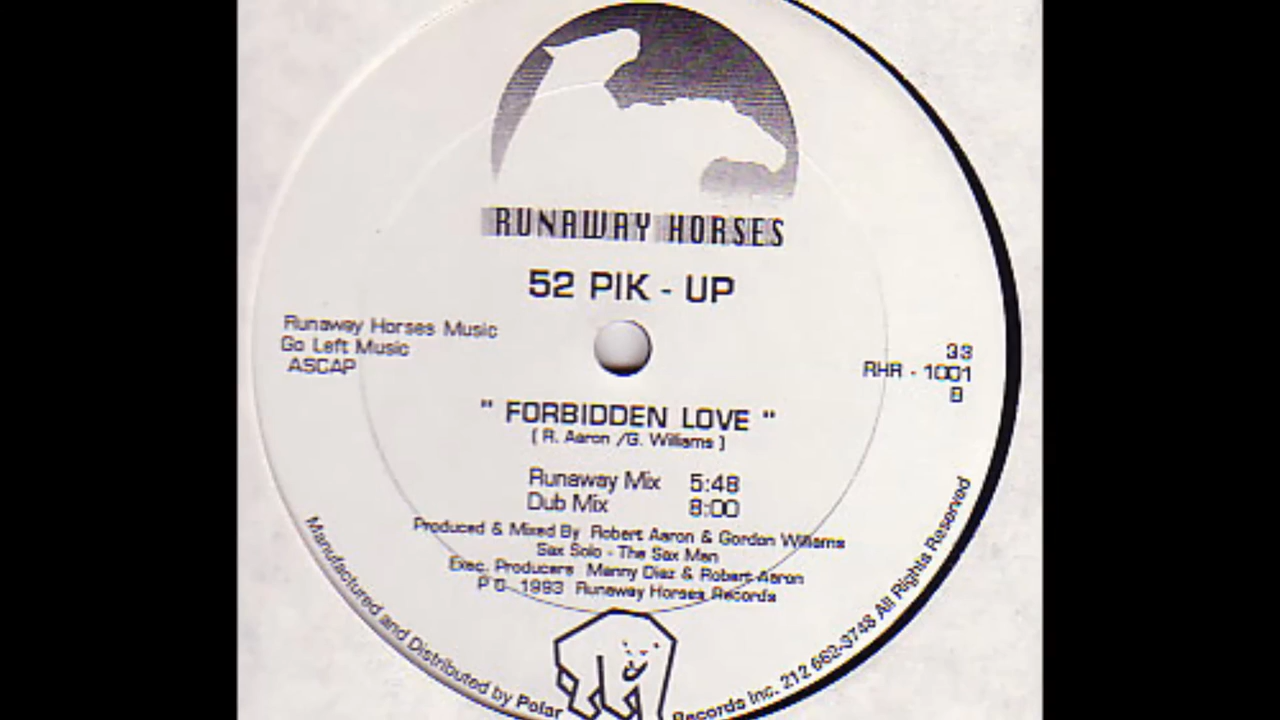 RUNAWAY HORSES
52 PIK - UP
Runaway Horses Music
Go Left Music
ASCAP
33
RHR - 1001
B
" FORBIDDEN LOVE "
( R. Aaron /G. Williams )
Runaway Mix 5:48
Dub Mix 8:00
Produced & Mixed By Robert Aaron & Gordon Williams
Sax Solo - The Sax Man
Exec. Producers Manny Diaz & Robert Aaron
P C 1993 Runaway Horses Records
Manufactured and Distributed by Polar Records Inc. 212 662-3748 All Rights Reserved